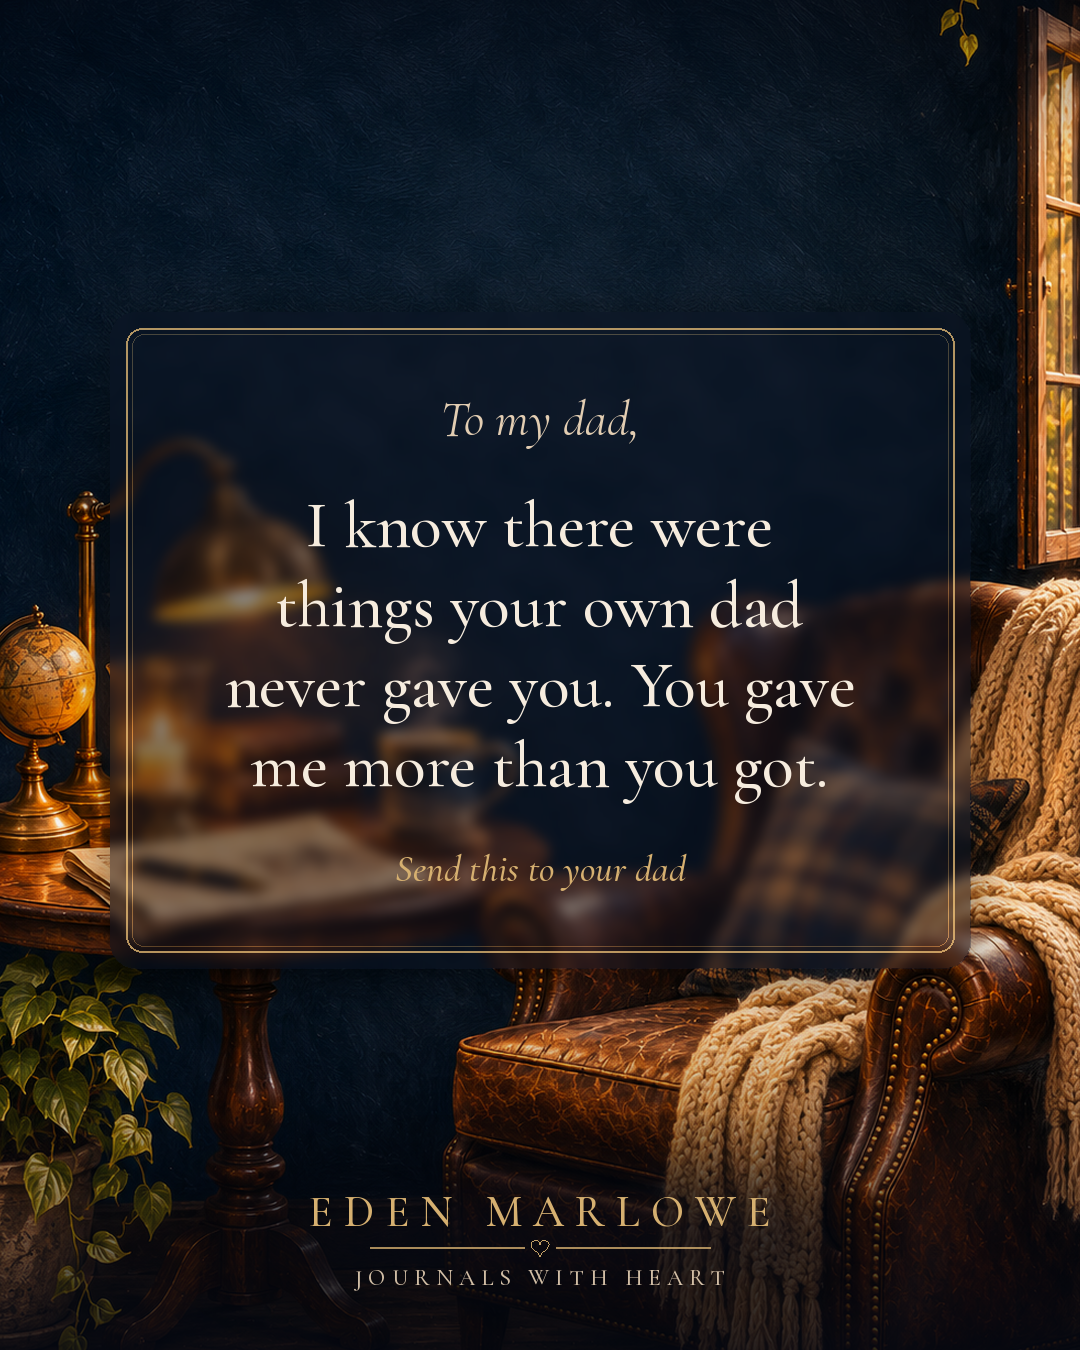 To my dad,
I know there were
things your own dad
never gave you. You gave
me more than you got.
Send this to your dad
EDEN MARLOWE
JOURNALS WITH HEART